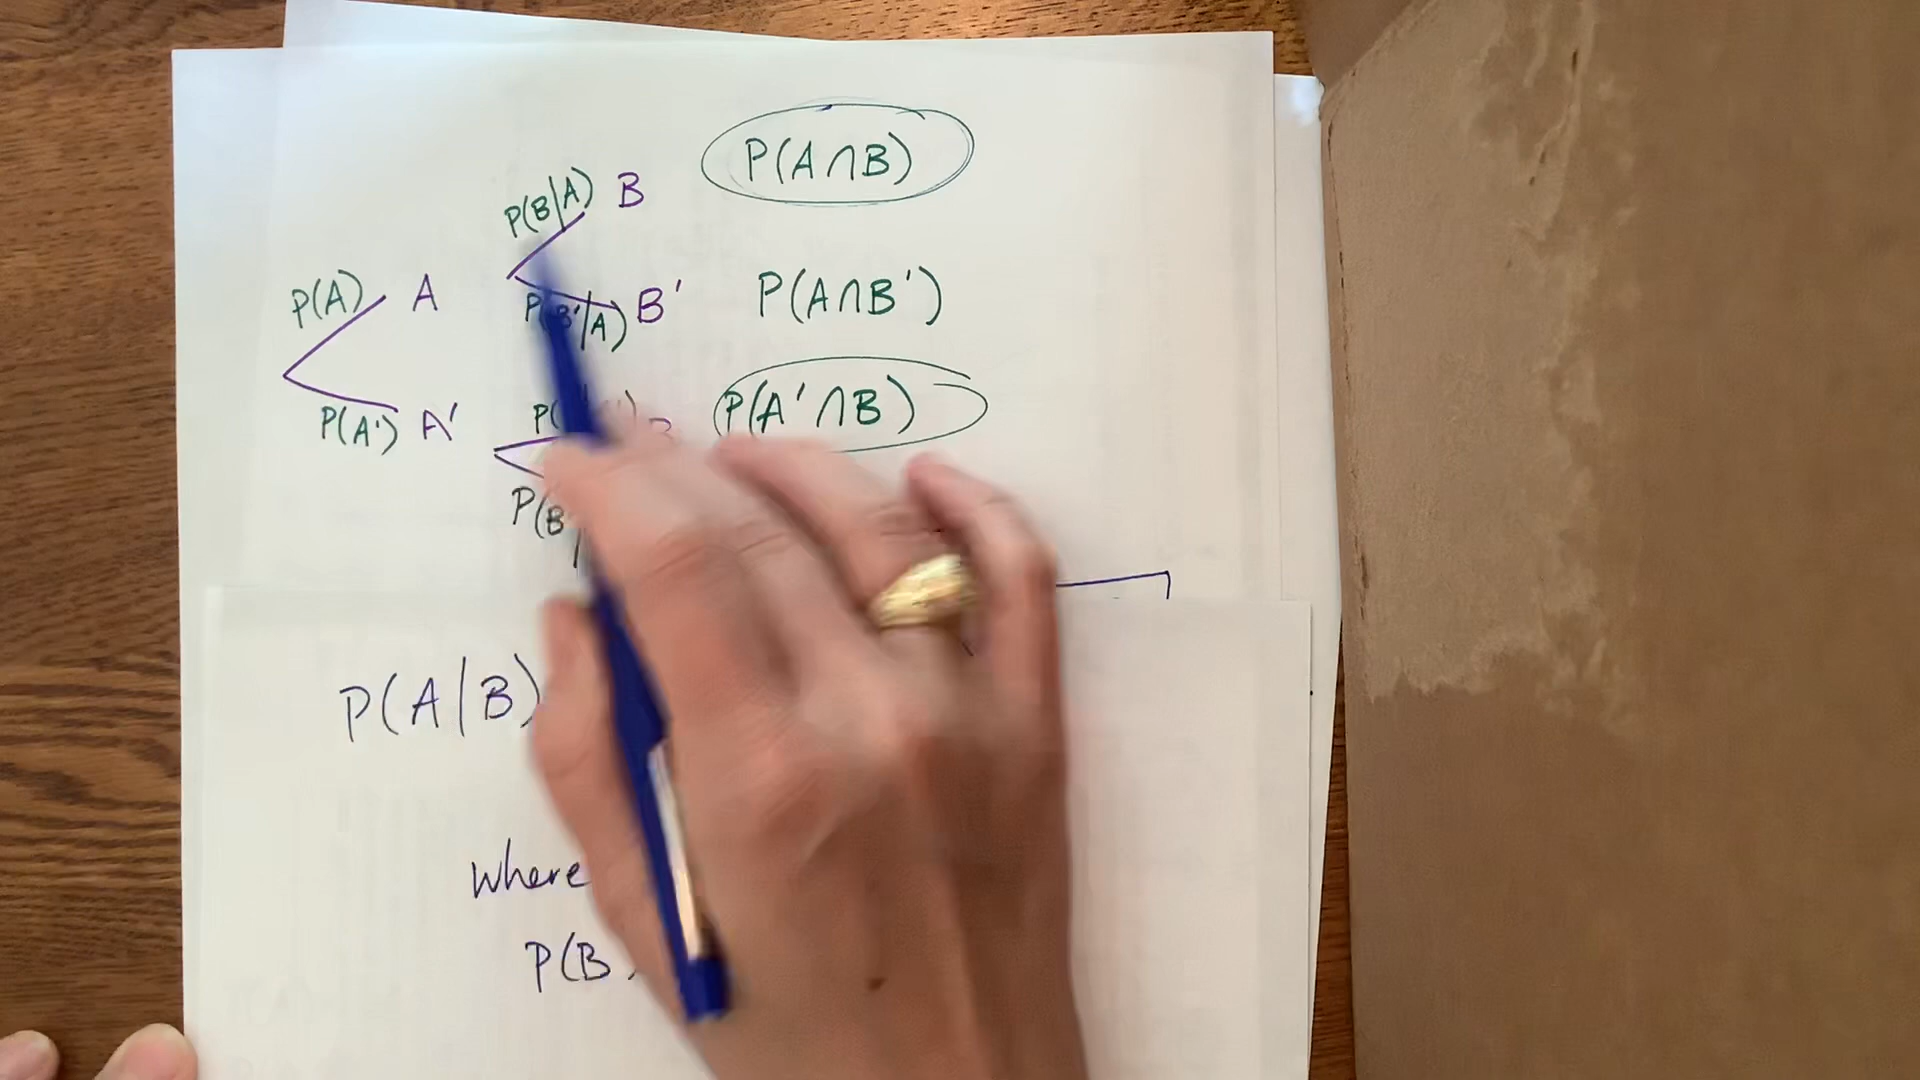 P(A∩B)
P(B|A) B
P(A) A
P(B'|A) B' P(A∩B')
P(A') A' P( B P(A'∩B)
P(B
P(A|B)
where
P(B